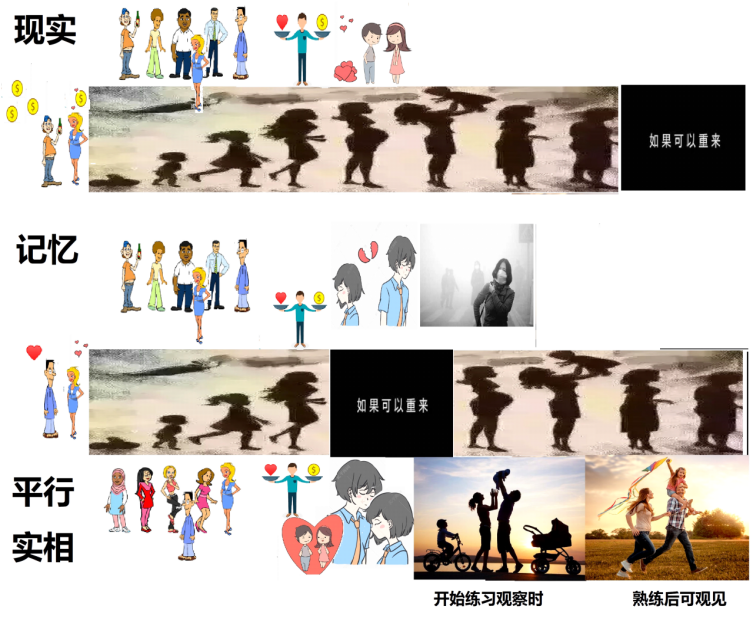 现实
如果可以重来
记忆
如果可以重来
平行
实相
开始练习观察时
熟练后可观见